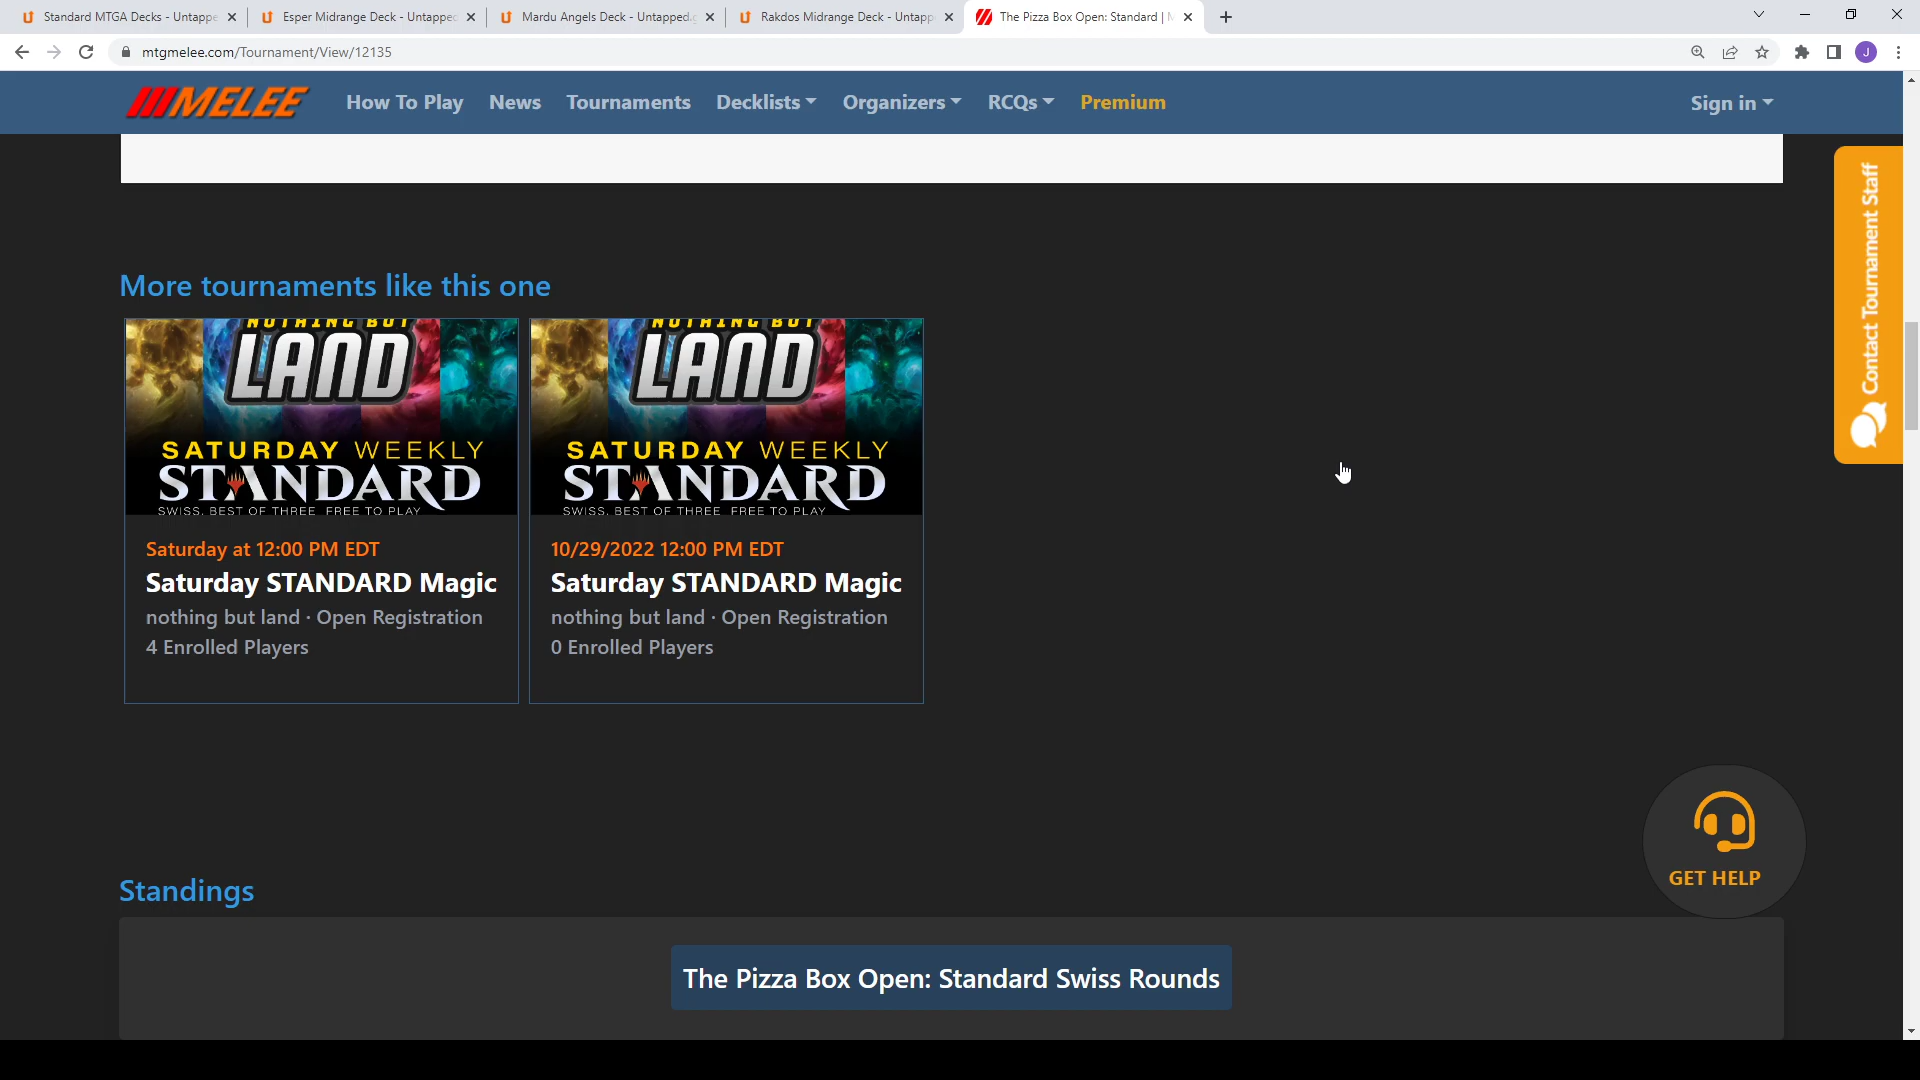 Standard MTGA Decks - Untappe
Esper Midrange Deck - Untapped
Mardu Angels Deck - Untapped.g
Rakdos Midrange Deck - Untapp
The Pizza Box Open: Standard |
mtgmelee.com/Tournament/View/12135
J
MELEE
How To Play
News
Tournaments
Decklists
Organizers
RCQs
Premium
Sign in
Contact Tournament Staff
More tournaments like this one
NOTHING BUT
LAND
SATURDAY WEEKLY
STANDARD
SWISS. BEST OF THREE FREE TO PLAY
Saturday at 12:00 PM EDT
Saturday STANDARD Magic
nothing but land · Open Registration
4 Enrolled Players
NOTHING BUT
LAND
SATURDAY WEEKLY
STANDARD
SWISS. BEST OF THREE FREE TO PLAY
10/29/2022 12:00 PM EDT
Saturday STANDARD Magic
nothing but land · Open Registration
0 Enrolled Players
GET HELP
Standings
The Pizza Box Open: Standard Swiss Rounds